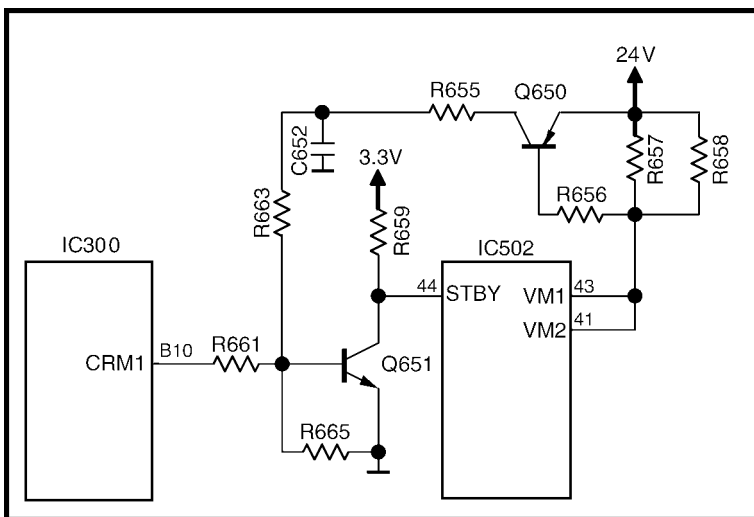 24V
R655
Q650
C652
3.3V
R657
R658
R663
R659
R656
IC300
IC502
44
STBY
VM1
43
VM2
41
CRM1
B10
R661
Q651
R665